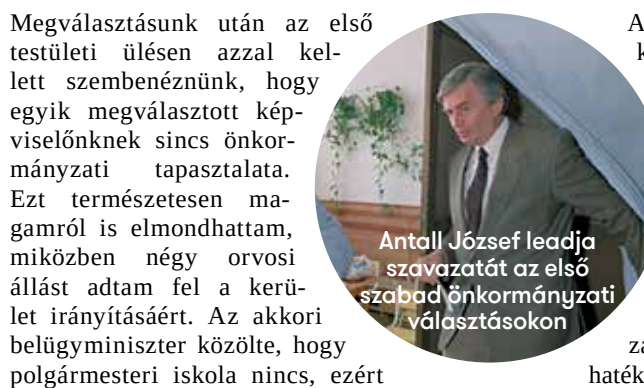 Megválasztásunk után az első
testületi ülésen azzal kel-
lett szembenéznünk, hogy
egyik megválasztott kép-
viselőnknek sincs önkor-
mányzati tapasztalata.
Ezt természetesen ma-
gamról is elmondhattam,
miközben négy orvosi
állást adtam fel a kerü-
let irányításáért. Az akkori
belügyminiszter közölte, hogy
polgármesteri iskola nincs, ezért
Antall József leadja
szavazatát az első
szabad önkormányzati
választásokon